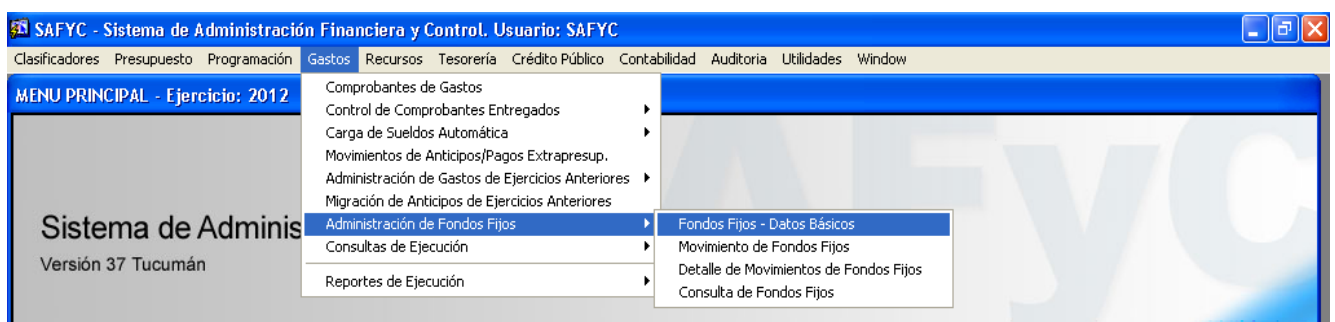 SAFYC - Sistema de Administración Financiera y Control. Usuario: SAFYC
Clasificadores Presupuesto Programación Gastos Recursos Tesorería Crédito Público Contabilidad Auditoria Utilidades Window
MENU PRINCIPAL - Ejercicio: 2012
Comprobantes de Gastos
Control de Comprobantes Entregados
Carga de Sueldos Automática
Movimientos de Anticipos/Pagos Extrapresup.
Administración de Gastos de Ejercicios Anteriores
Migración de Anticipos de Ejercicios Anteriores
Administración de Fondos Fijos
Consultas de Ejecución
Reportes de Ejecución
Fondos Fijos - Datos Básicos
Movimiento de Fondos Fijos
Detalle de Movimientos de Fondos Fijos
Consulta de Fondos Fijos
Sistema de Adminis
Versión 37 Tucumán
AFyC